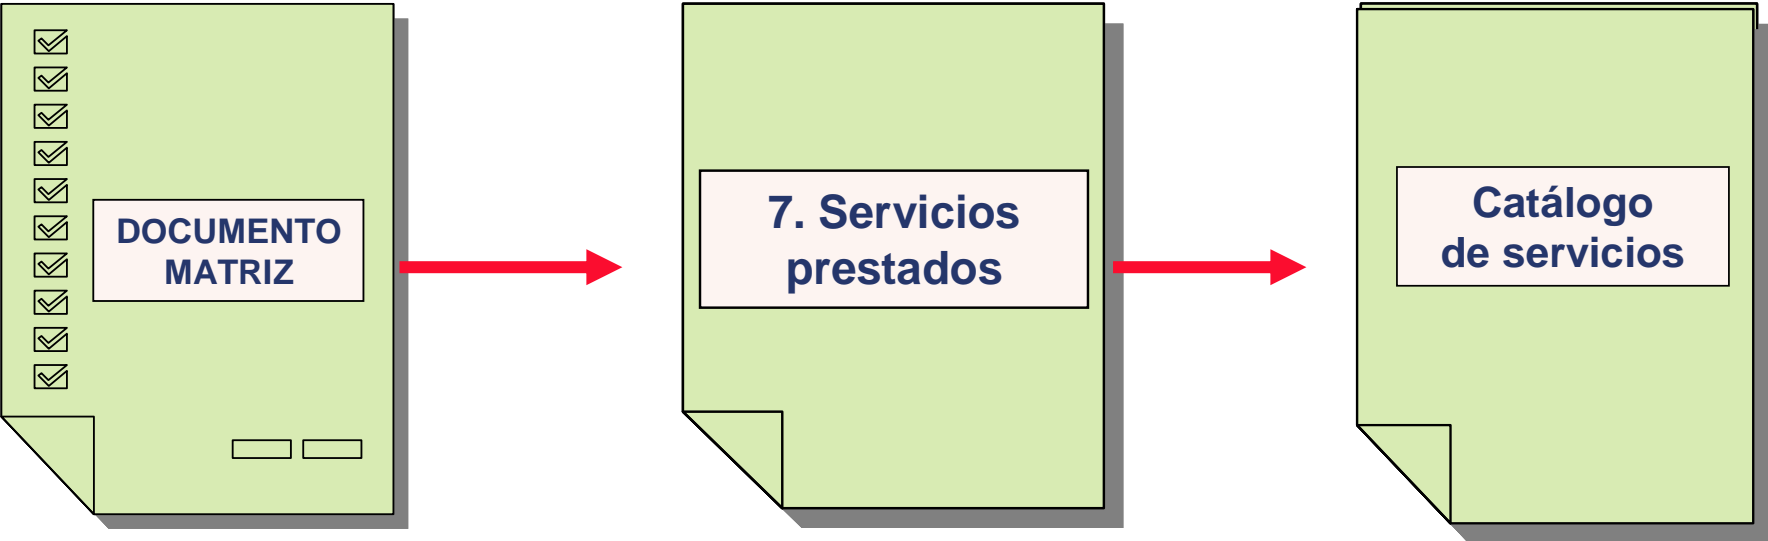 DOCUMENTO
MATRIZ
7. Servicios
prestados
Catálogo
de servicios